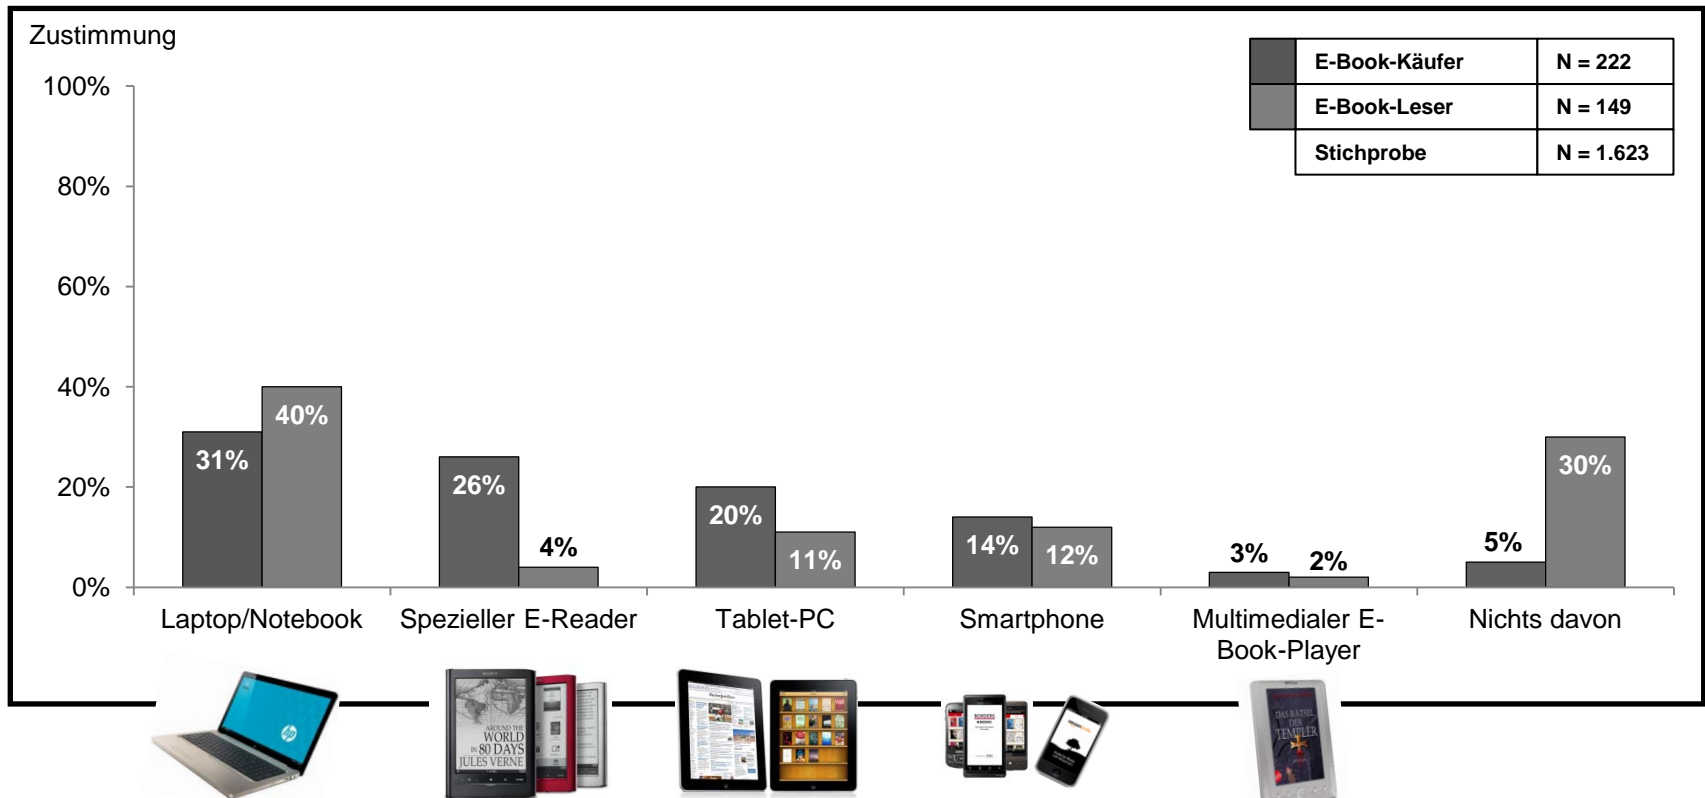 Zustimmung
E-Book-Käufer N = 222
E-Book-Leser N = 149
Stichprobe N = 1.623
100%
80%
60%
40%
20%
0%
31%
40%
26%
4%
20%
11%
14%
12%
3%
2%
5%
30%
Laptop/Notebook
Spezieller E-Reader
Tablet-PC
Smartphone
Multimedialer E-
Book-Player
Nichts davon
hp
AROUND THE
WORLD
IN 80 DAYS
JULES VERNE
BORDERS
DAS RÄTSEL
DER
TEMPLER